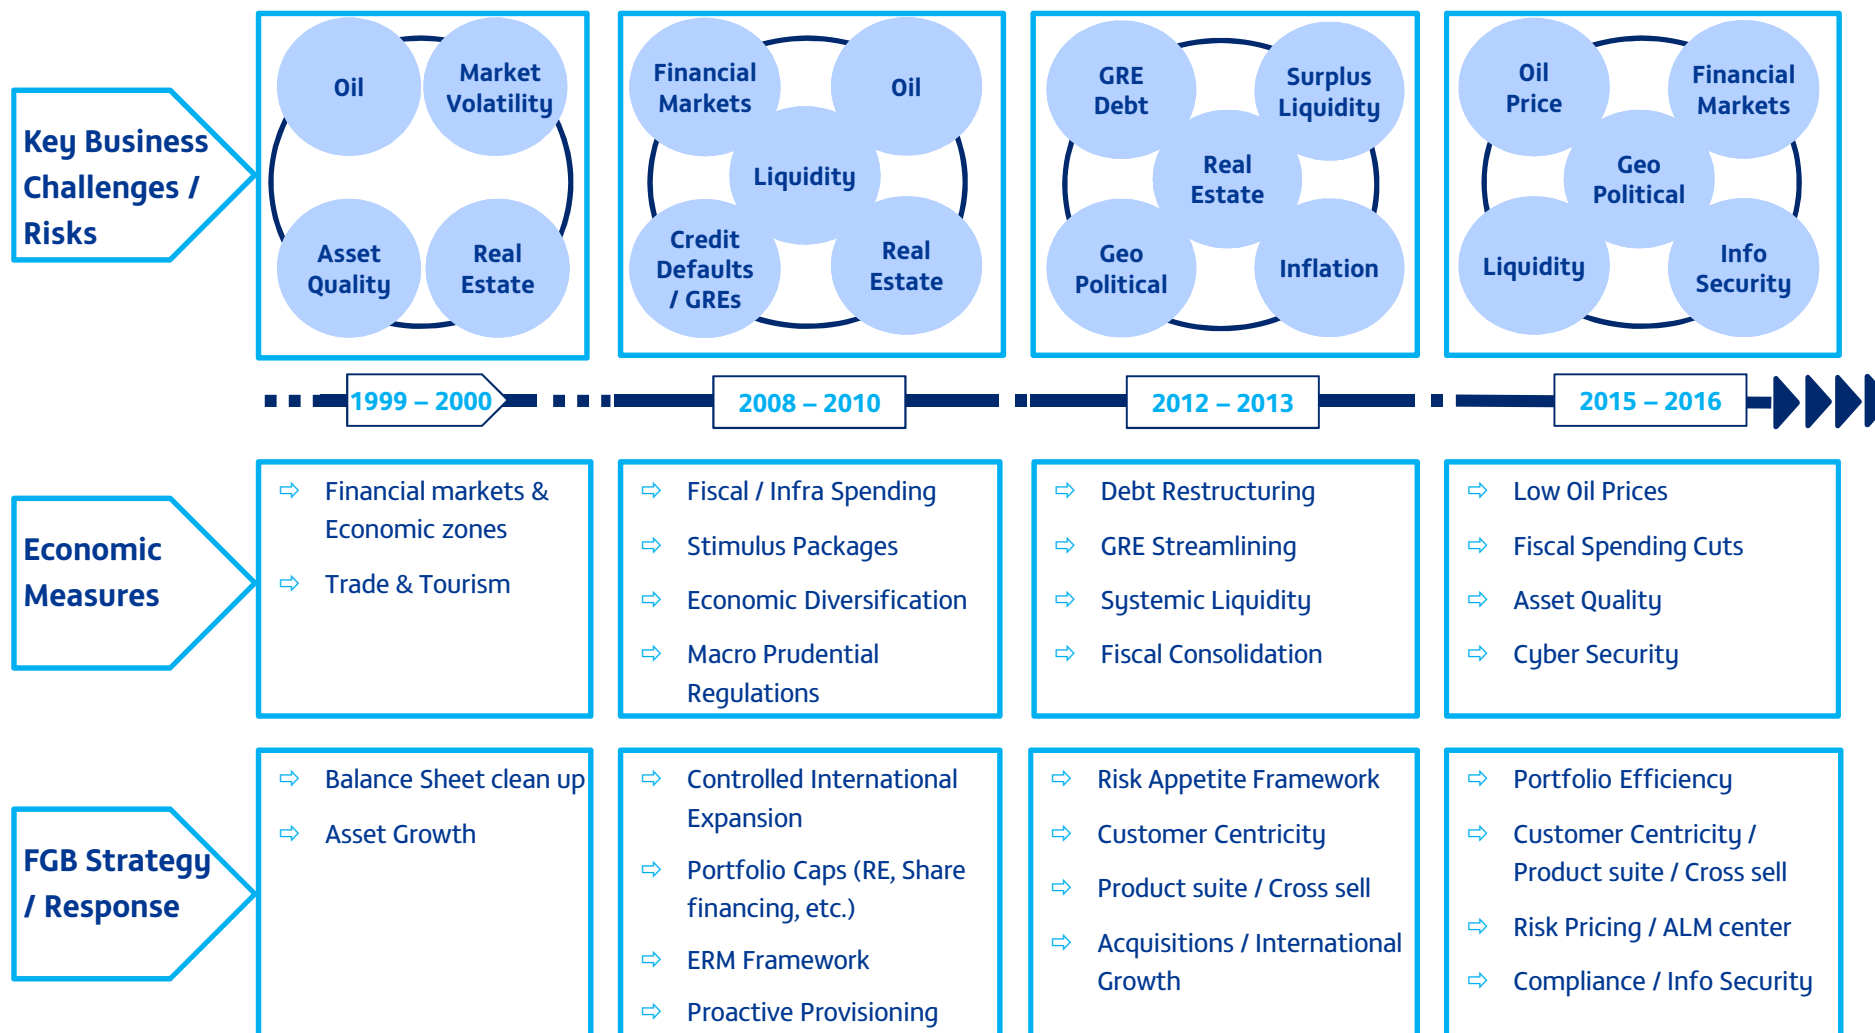 Key Business
Challenges /
Risks
Oil
Market
Volatility
Asset
Quality
Real
Estate
Financial
Markets
Oil
Liquidity
Credit
Defaults
/ GREs
Real
Estate
GRE
Debt
Surplus
Liquidity
Real
Estate
Geo
Political
Inflation
Oil
Price
Financial
Markets
Geo
Political
Liquidity
Info
Security
1999 – 2000
2008 – 2010
2012 – 2013
2015 – 2016
Economic
Measures
⇨ Financial markets &
Economic zones
⇨ Trade & Tourism
⇨ Fiscal / Infra Spending
⇨ Stimulus Packages
⇨ Economic Diversification
⇨ Macro Prudential
Regulations
⇨ Debt Restructuring
⇨ GRE Streamlining
⇨ Systemic Liquidity
⇨ Fiscal Consolidation
⇨ Low Oil Prices
⇨ Fiscal Spending Cuts
⇨ Asset Quality
⇨ Cyber Security
FGB Strategy
/ Response
⇨ Balance Sheet clean up
⇨ Asset Growth
⇨ Controlled International
Expansion
⇨ Portfolio Caps (RE, Share
financing, etc.)
⇨ ERM Framework
⇨ Proactive Provisioning
⇨ Risk Appetite Framework
⇨ Customer Centricity
⇨ Product suite / Cross sell
⇨ Acquisitions / International
Growth
⇨ Portfolio Efficiency
⇨ Customer Centricity /
Product suite / Cross sell
⇨ Risk Pricing / ALM center
⇨ Compliance / Info Security